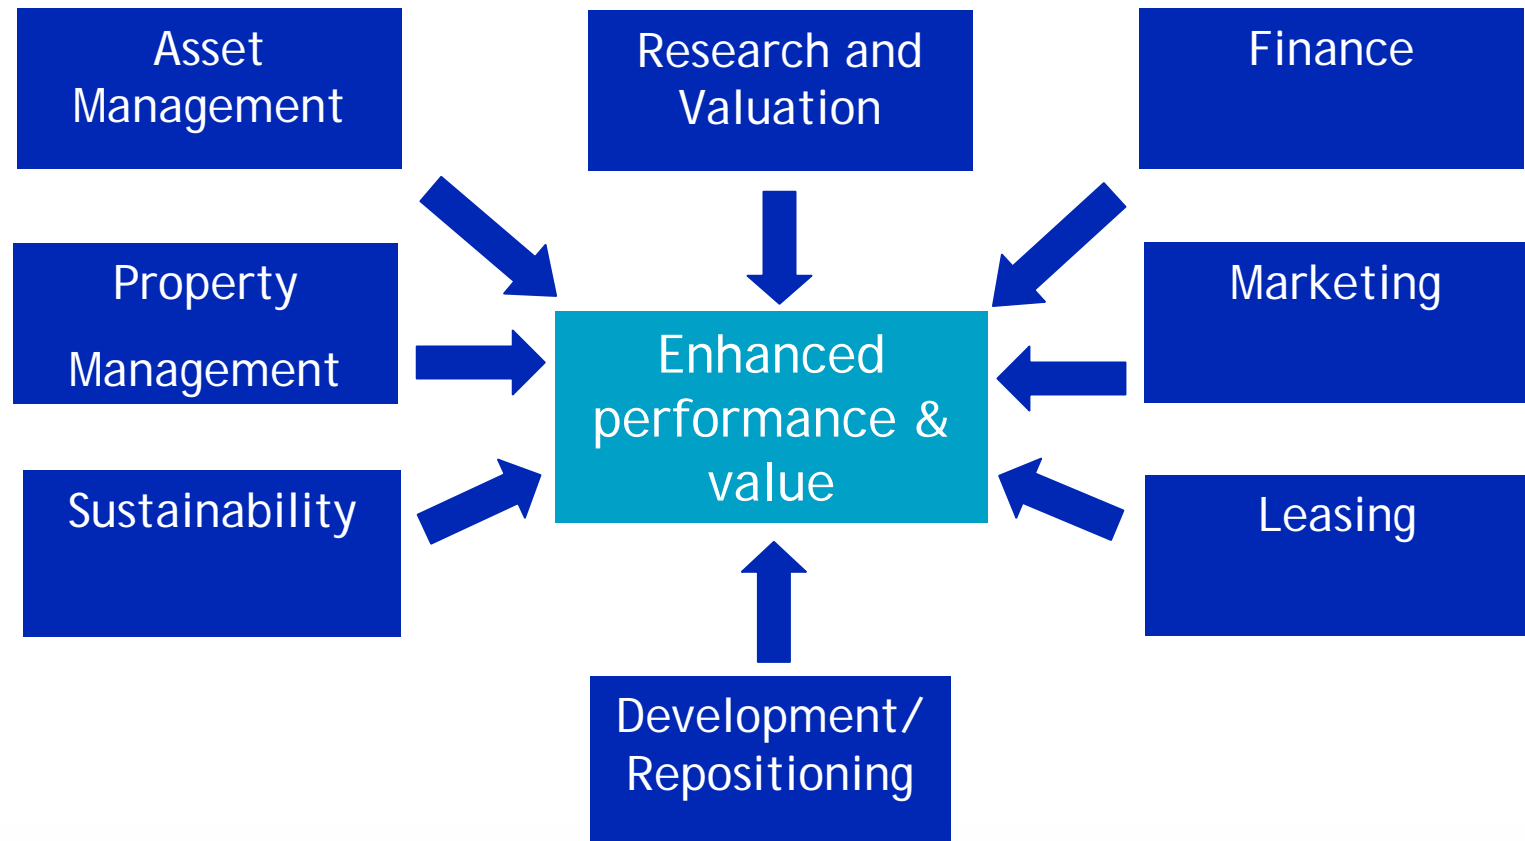 Asset
Management
Research and
Valuation
Finance
Property
Management
Marketing
Enhanced
performance &
value
Sustainability
Leasing
Development/
Repositioning